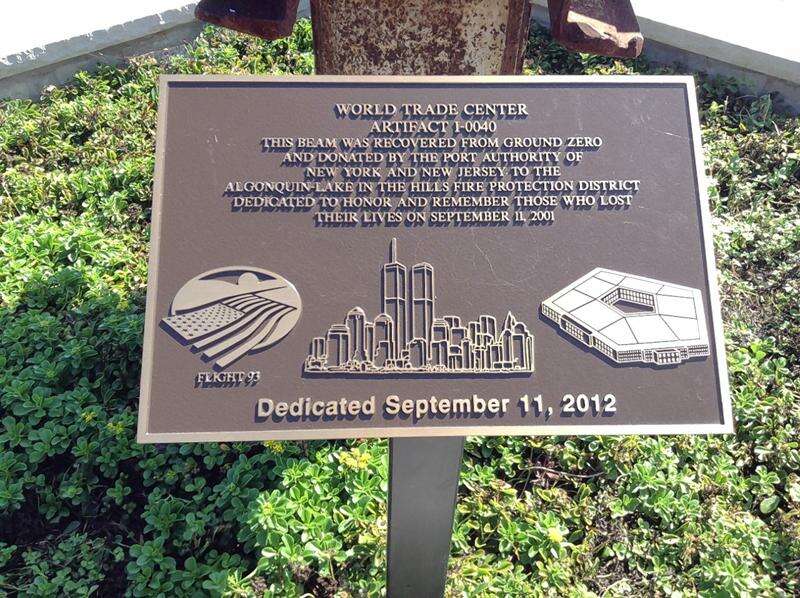 WORLD TRADE CENTER
ARTIFACT I-0040
THIS BEAM WAS RECOVERED FROM GROUND ZERO
AND DONATED BY THE PORT AUTHORITY OF
NEW YORK AND NEW JERSEY TO THE
ALGONQUIN-LAKE IN THE HILLS FIRE PROTECTION DISTRICT
DEDICATED TO HONOR AND REMEMBER THOSE WHO LOST
THEIR LIVES ON SEPTEMBER 11, 2001
FLIGHT 93
Dedicated September 11, 2012